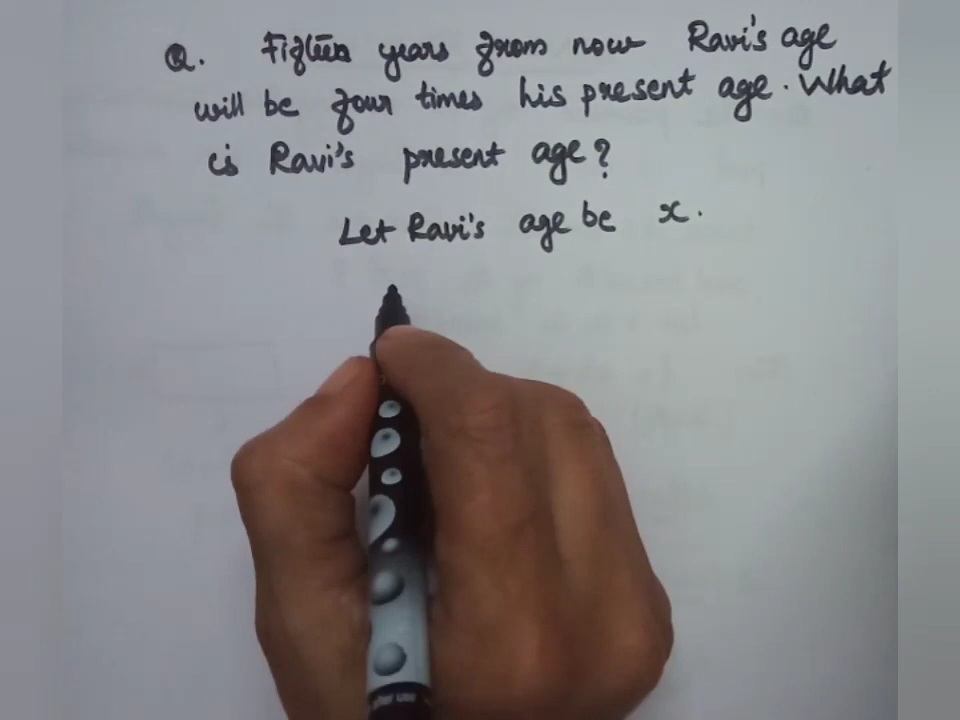 Q. Fifteen years from now Ravi's age
will be four times his present age. What
is Ravi's present age?
Let Ravi's age be x.